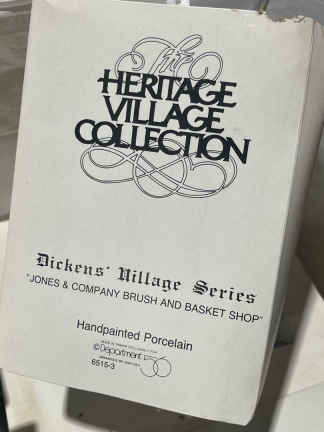 The
HERITAGE
VILLAGE
COLLECTION
Dickens' Village Series
"JONES & COMPANY BRUSH AND BASKET SHOP"
Handpainted Porcelain
©Department 56
6515-3